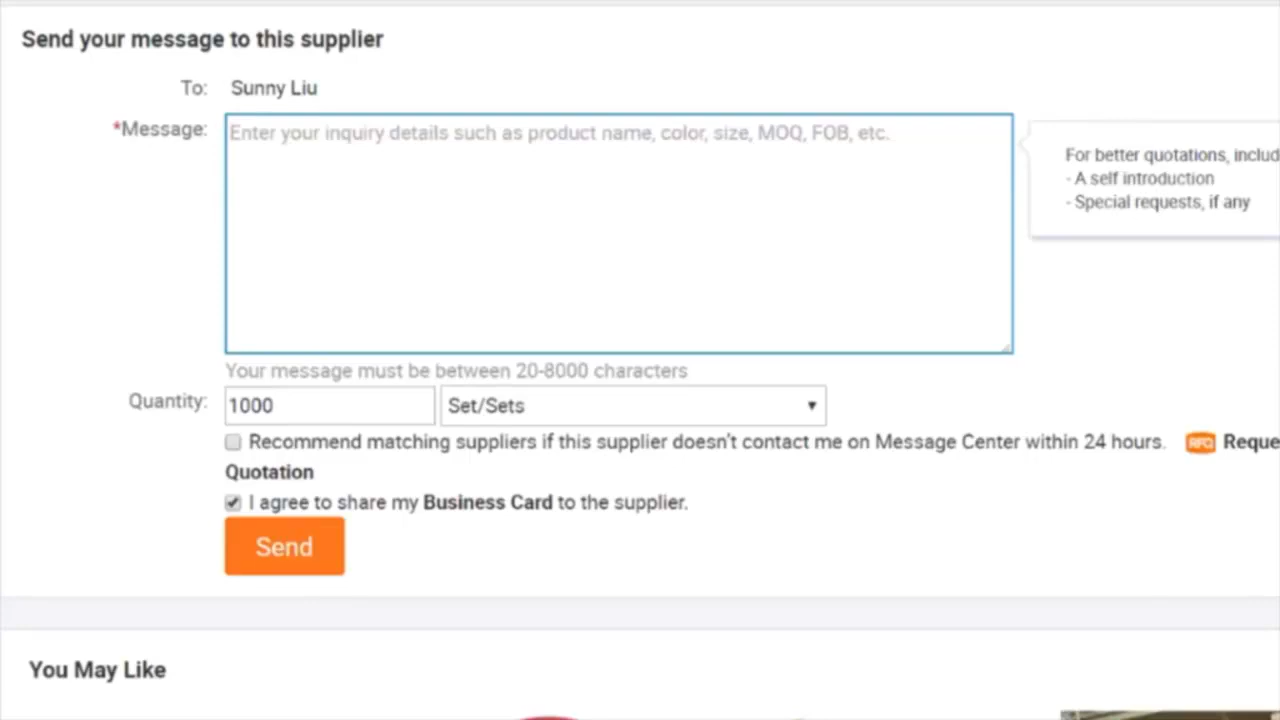 Send your message to this supplier
To: Sunny Liu
*Message: Enter your inquiry details such as product name, color, size, MOQ, FOB, etc.
For better quotations, includ
- A self introduction
- Special requests, if any
Your message must be between 20-8000 characters
Quantity: 1000 Set/Sets
Recommend matching suppliers if this supplier doesn't contact me on Message Center within 24 hours. RFQ Reque
Quotation
I agree to share my Business Card to the supplier.
Send
You May Like